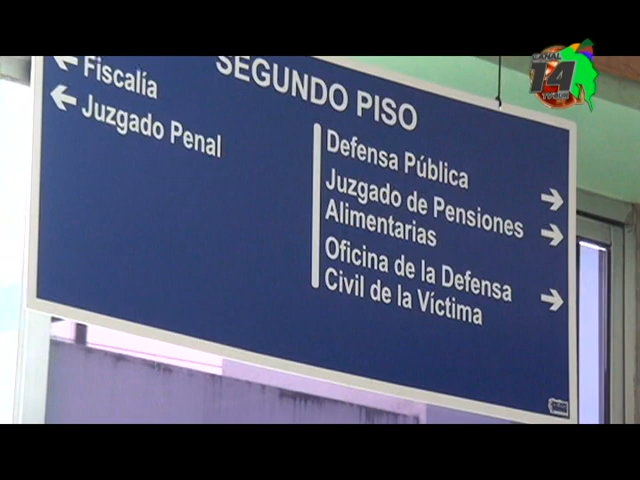 SEGUNDO PISO
Fiscalía
Juzgado Penal
Defensa Pública
Juzgado de Pensiones
Alimentarias
Oficina de la Defensa
Civil de la Víctima
CANAL
14